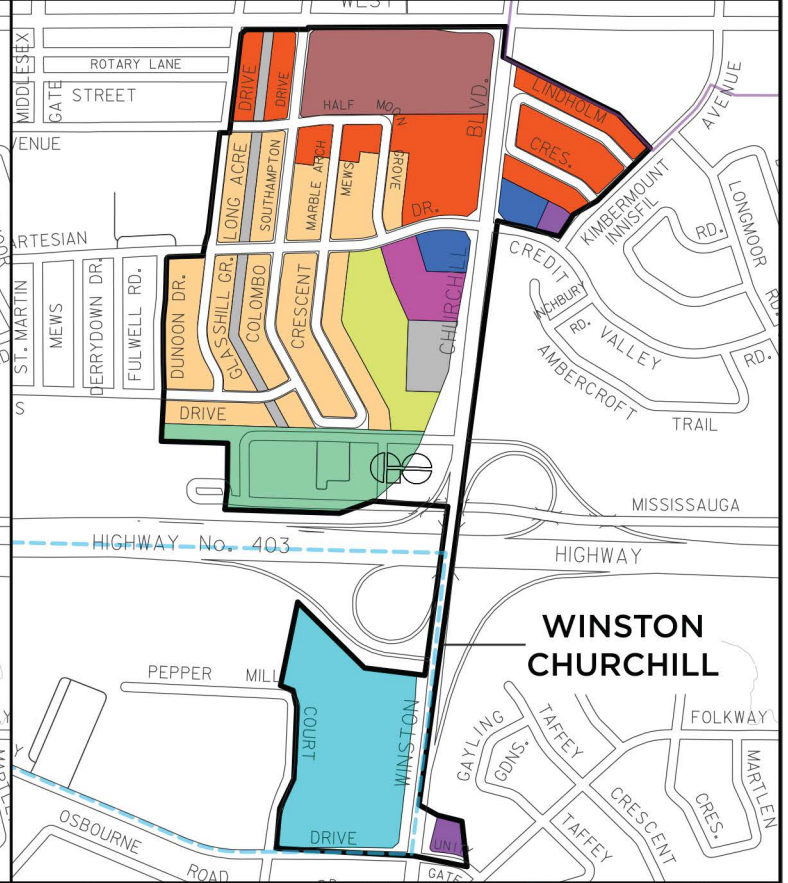 WEST
MIDDLESEX
GATE
ROTARY LANE
STREET
DRIVE
DRIVE
HALF MOON
GROVE
BLVD.
LINDHOLM
CRES.
AVENUE
VENUE
LONG ACRE
SOUTHAMPTON
MARBLE ARCH
MEWS
DR.
KIMBERMOUNT
INNISFIL
RD.
LONGMOOR
RD.
ARTESIAN
ST. MARTIN
MEWS
DERRYDOWN DR.
FULWELL RD.
DUNOON DR.
GLASSHILL GR.
COLOMBO
CRESCENT
CHURCHILL
CREDIT
VALLEY
RD.
INCHBURY
RD.
AMBERCROFT
TRAIL
S
DRIVE
MISSISSAUGA
HIGHWAY No. 403
HIGHWAY
WINSTON
CHURCHILL
PEPPER MILL
COURT
WINSTON
GAYLING
GDNS.
TAFFEY
FOLKWAY
CRESCENT
CRES.
MARTLEN
TAFFEY
OSBOURNE
ROAD
DRIVE
UNITY
GATE